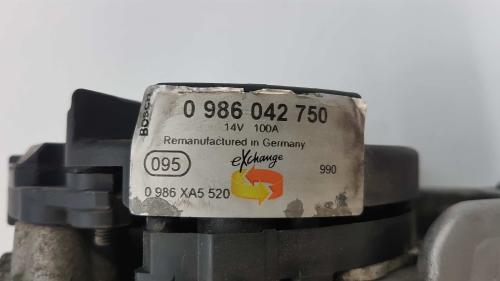 Bosch
0 986 042 750
14V 100A
Remanufactured in Germany
095
eXchange
990
0 986 XA5 520